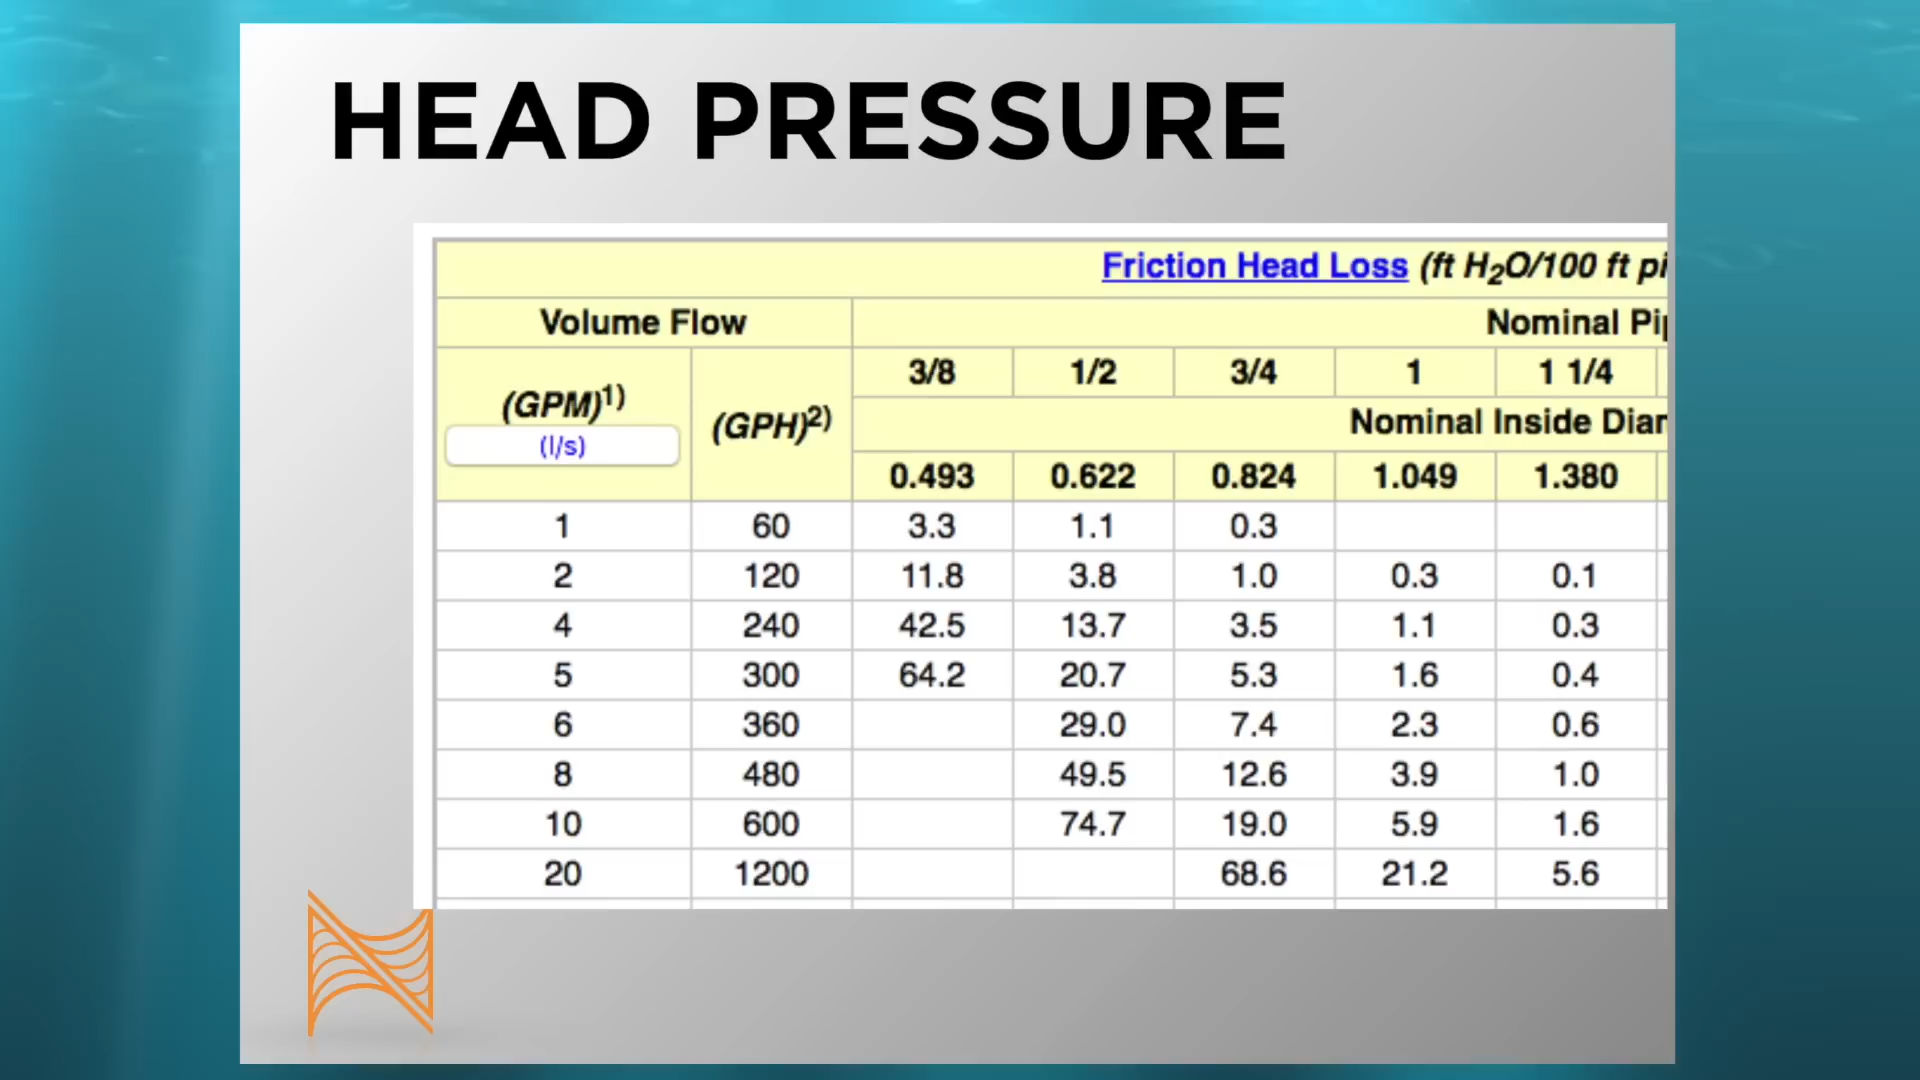 HEAD PRESSURE
Friction Head Loss (ft H₂O/100 ft pi
Volume Flow Nominal Pip
3/8 1/2 3/4 1 1 1/4
(GPM)1) (GPH)2)
(l/s)
Nominal Inside Diar
0.493 0.622 0.824 1.049 1.380
1 60 3.3 1.1 0.3
2 120 11.8 3.8 1.0 0.3 0.1
4 240 42.5 13.7 3.5 1.1 0.3
5 300 64.2 20.7 5.3 1.6 0.4
6 360 29.0 7.4 2.3 0.6
8 480 49.5 12.6 3.9 1.0
10 600 74.7 19.0 5.9 1.6
20 1200 68.6 21.2 5.6